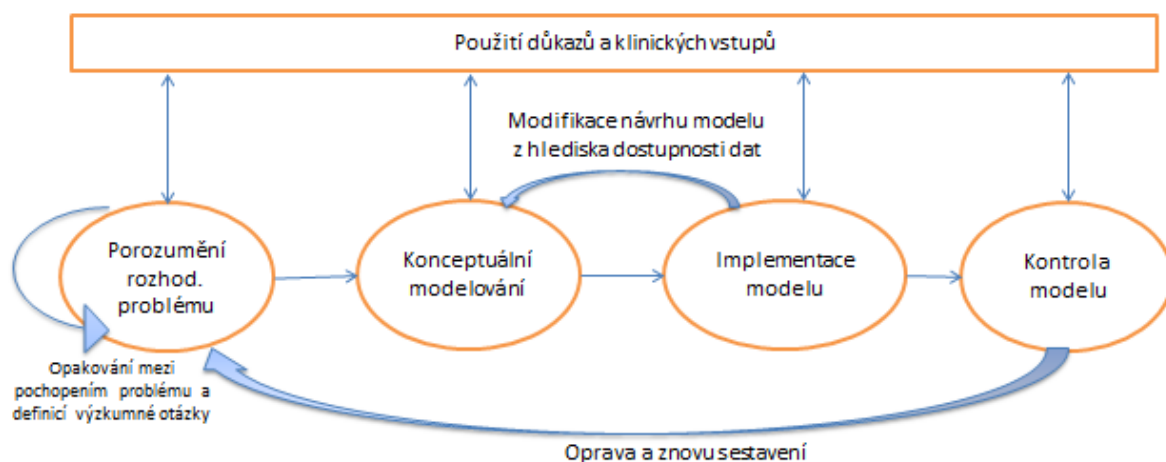 Použití důkazů a klinických vstupů
Modifikace návrhu modelu
z hlediska dostupnosti dat
Porozumění
rozhod.
problému
Konceptuální
modelování
Implementace
modelu
Kontrola
modelu
Opakování mezi
pochopením problému a
definicí výzkumné otázky
Oprava a znovu sestavení